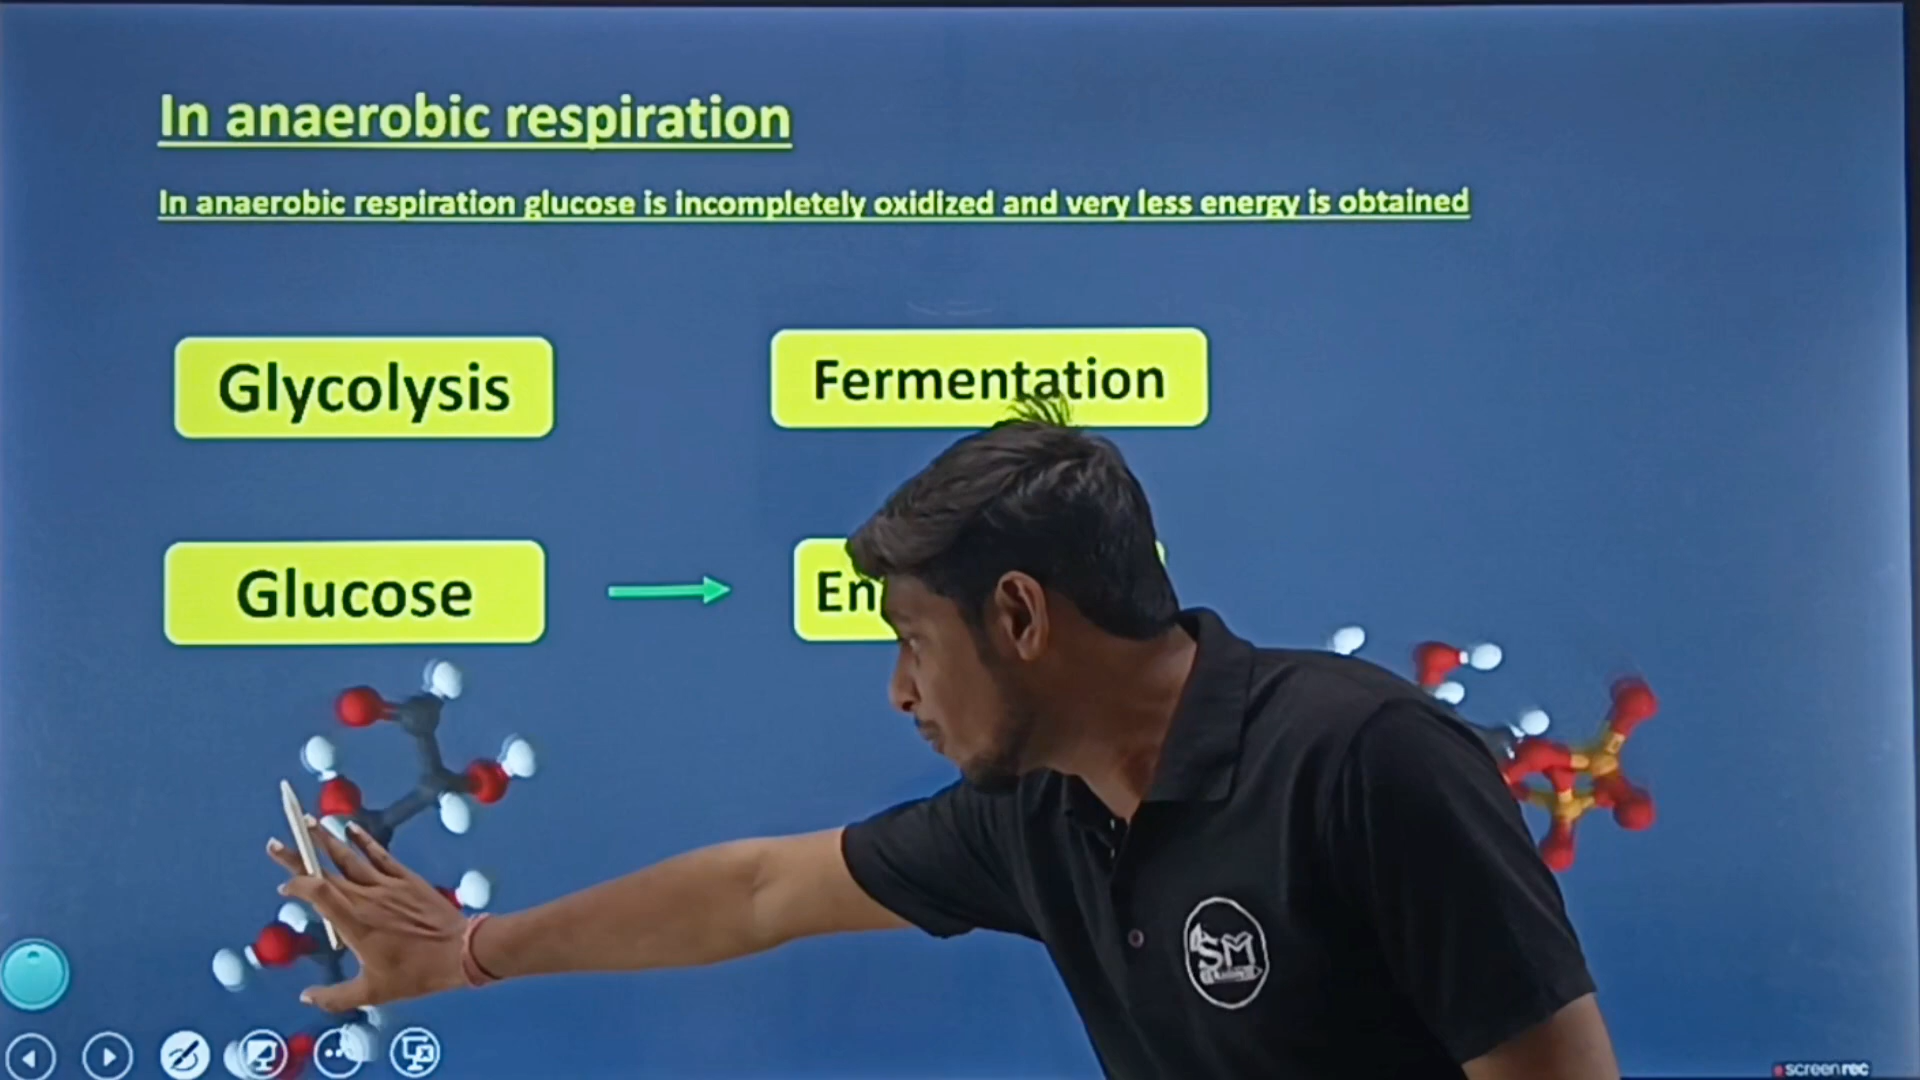 In anaerobic respiration
In anaerobic respiration glucose is incompletely oxidized and very less energy is obtained
Glycolysis
Fermentation
Glucose
SM
screenrec